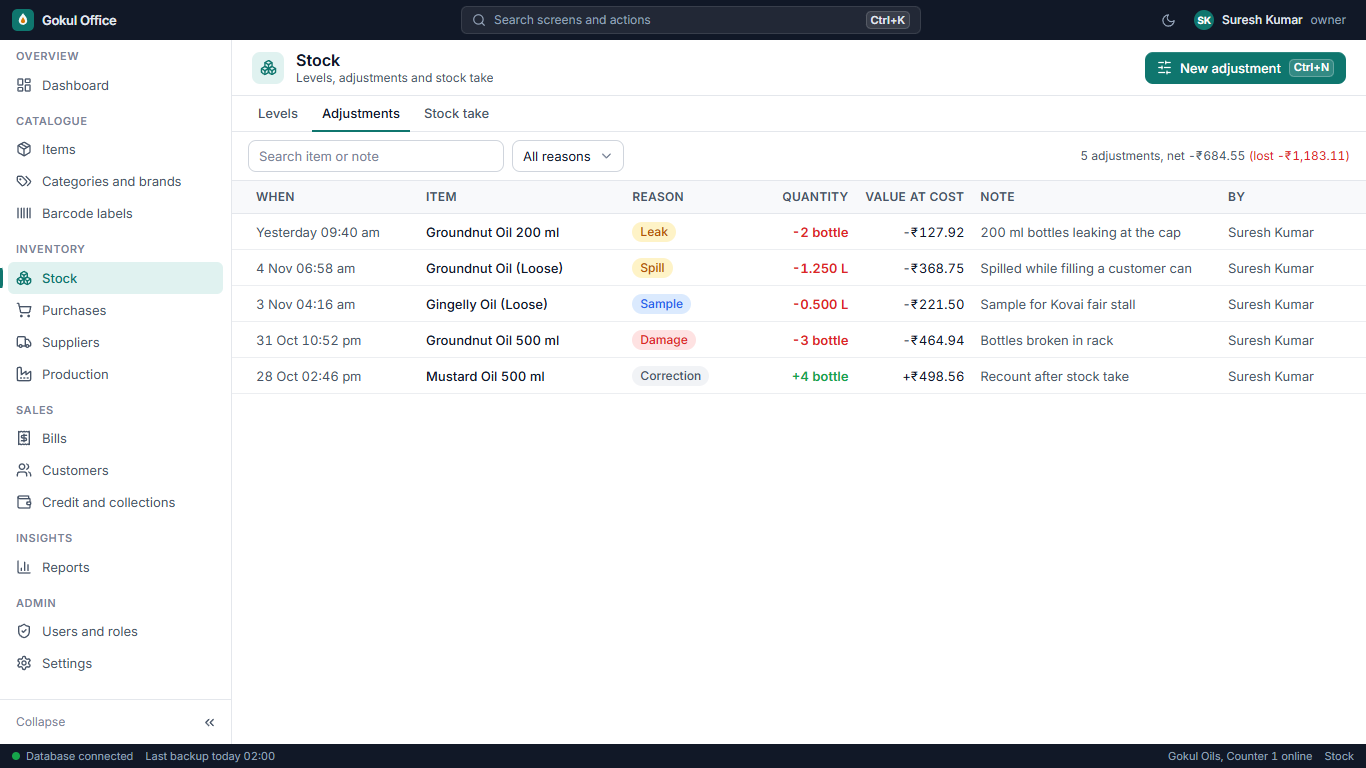 Gokul Office
Search screens and actions Ctrl+K
SK Suresh Kumar owner
OVERVIEW
Dashboard
CATALOGUE
Items
Categories and brands
Barcode labels
INVENTORY
Stock
Purchases
Suppliers
Production
SALES
Bills
Customers
Credit and collections
INSIGHTS
Reports
ADMIN
Users and roles
Settings
Collapse
Stock
Levels, adjustments and stock take
New adjustment Ctrl+N
Levels Adjustments Stock take
Search item or note All reasons 5 adjustments, net -₹684.55 (lost -₹1,183.11)
WHEN ITEM REASON QUANTITY VALUE AT COST NOTE BY
Yesterday 09:40 am Groundnut Oil 200 ml Leak -2 bottle -₹127.92 200 ml bottles leaking at the cap Suresh Kumar
4 Nov 06:58 am Groundnut Oil (Loose) Spill -1.250 L -₹368.75 Spilled while filling a customer can Suresh Kumar
3 Nov 04:16 am Gingelly Oil (Loose) Sample -0.500 L -₹221.50 Sample for Kovai fair stall Suresh Kumar
31 Oct 10:52 pm Groundnut Oil 500 ml Damage -3 bottle -₹464.94 Bottles broken in rack Suresh Kumar
28 Oct 02:46 pm Mustard Oil 500 ml Correction +4 bottle +₹498.56 Recount after stock take Suresh Kumar
Database connected Last backup today 02:00
Gokul Oils, Counter 1 online Stock